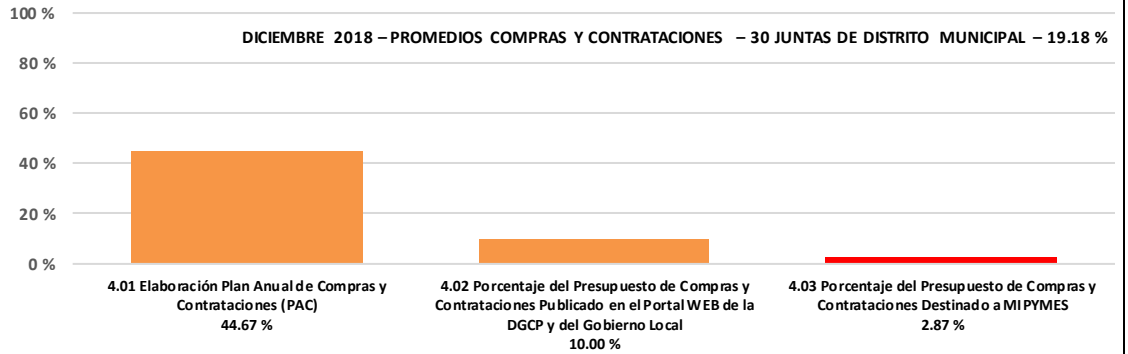 100 %
DICIEMBRE 2018 – PROMEDIOS COMPRAS Y CONTRATACIONES – 30 JUNTAS DE DISTRITO MUNICIPAL – 19.18 %
80 %
60 %
40 %
20 %
0 %
4.01 Elaboración Plan Anual de Compras y
Contrataciones (PAC)
44.67 %
4.02 Porcentaje del Presupuesto de Compras y
Contrataciones Publicado en el Portal WEB de la
DGCP y del Gobierno Local
10.00 %
4.03 Porcentaje del Presupuesto de Compras y
Contrataciones Destinado a MIPYMES
2.87 %